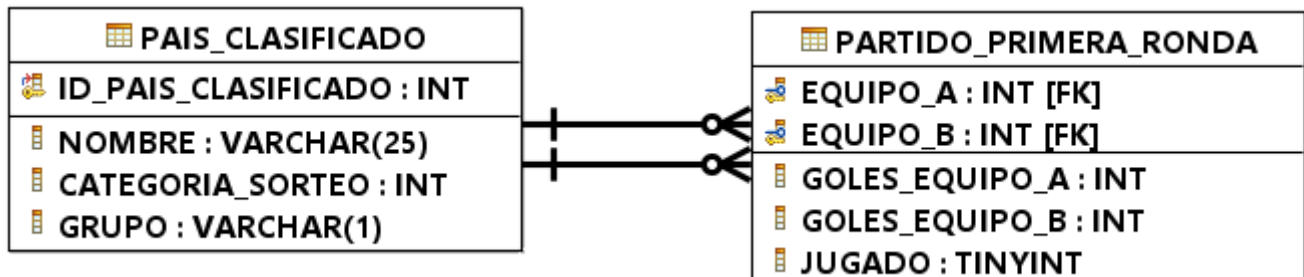 PAIS_CLASIFICADO
ID_PAIS_CLASIFICADO : INT
NOMBRE : VARCHAR(25)
CATEGORIA_SORTEO : INT
GRUPO : VARCHAR(1)
PARTIDO_PRIMERA_RONDA
EQUIPO_A : INT [FK]
EQUIPO_B : INT [FK]
GOLES_EQUIPO_A : INT
GOLES_EQUIPO_B : INT
JUGADO : TINYINT